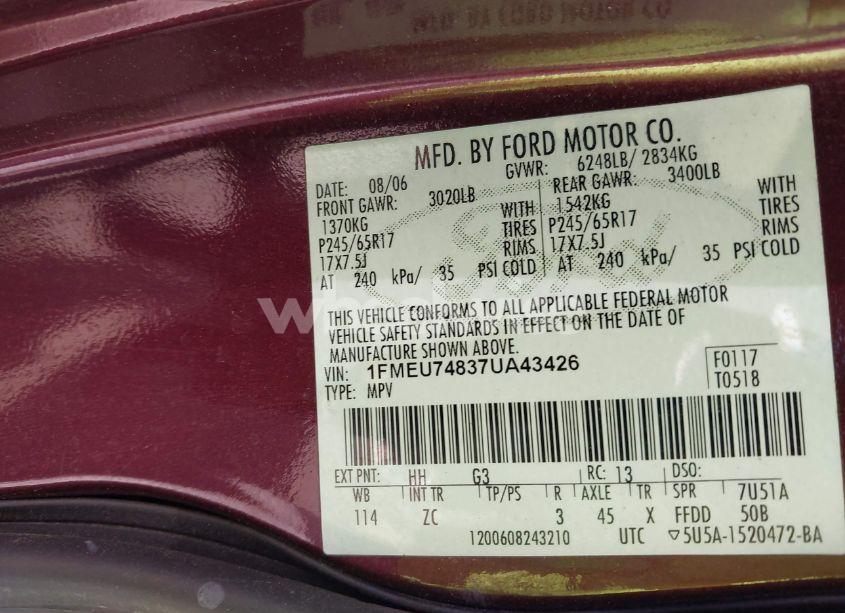 MFD. BY FORD MOTOR CO.
DATE: 08/06 GVWR: 6248LB/ 2834KG
FRONT GAWR: 3020LB REAR GAWR: 3400LB
1370KG WITH 1542KG WITH
P245/65R17 TIRES P245/65R17 TIRES
17X7.5J RIMS 17X7.5J RIMS
AT 240 kPa/ 35 PSI COLD AT 240 kPa/ 35 PSI COLD
THIS VEHICLE CONFORMS TO ALL APPLICABLE FEDERAL MOTOR
VEHICLE SAFETY STANDARDS IN EFFECT ON THE DATE OF
MANUFACTURE SHOWN ABOVE.
VIN: 1FMEU74837UA43426 F0117
TYPE: MPV T0518
EXT PNT: HH G3 RC: 13 DSO:
WB INT TR TP/PS R AXLE TR SPR 7U51A
114 ZC 3 45 X FFDD 50B
1200608243210 UTC ▽5U5A-1520472-BA